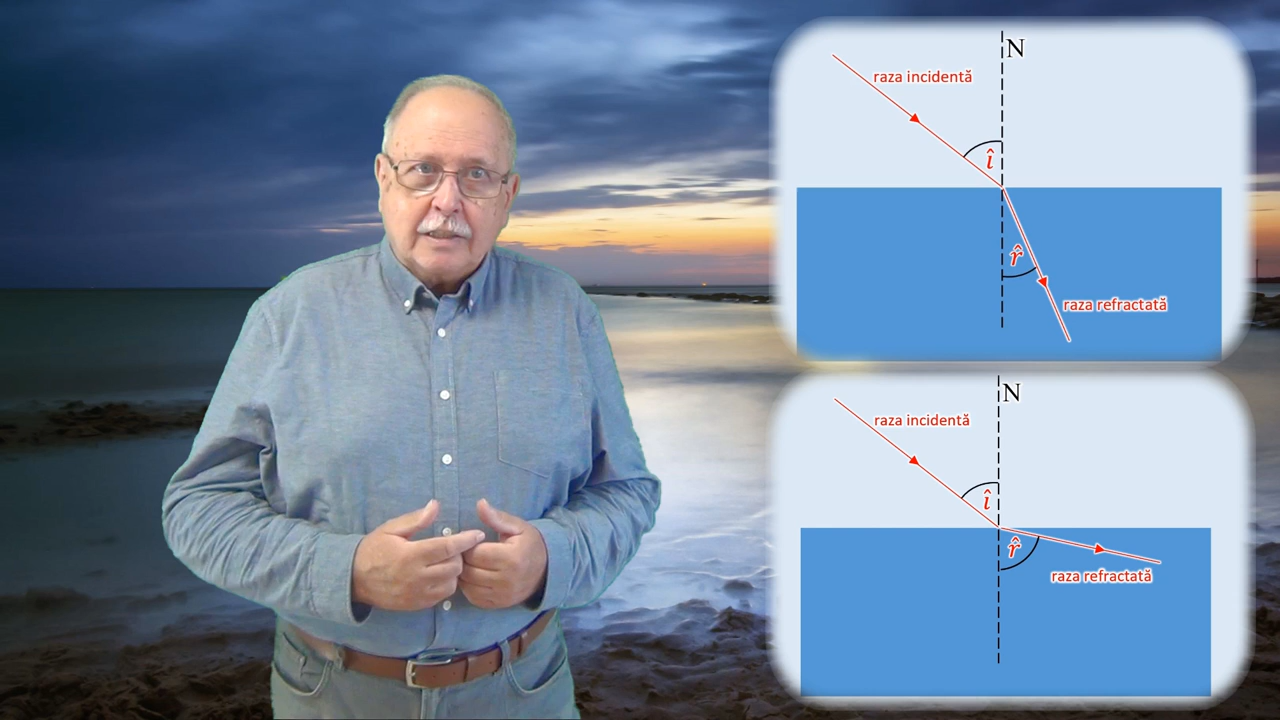 N
raza incidentă
î
r̂
raza refractată
N
raza incidentă
î
r̂
raza refractată